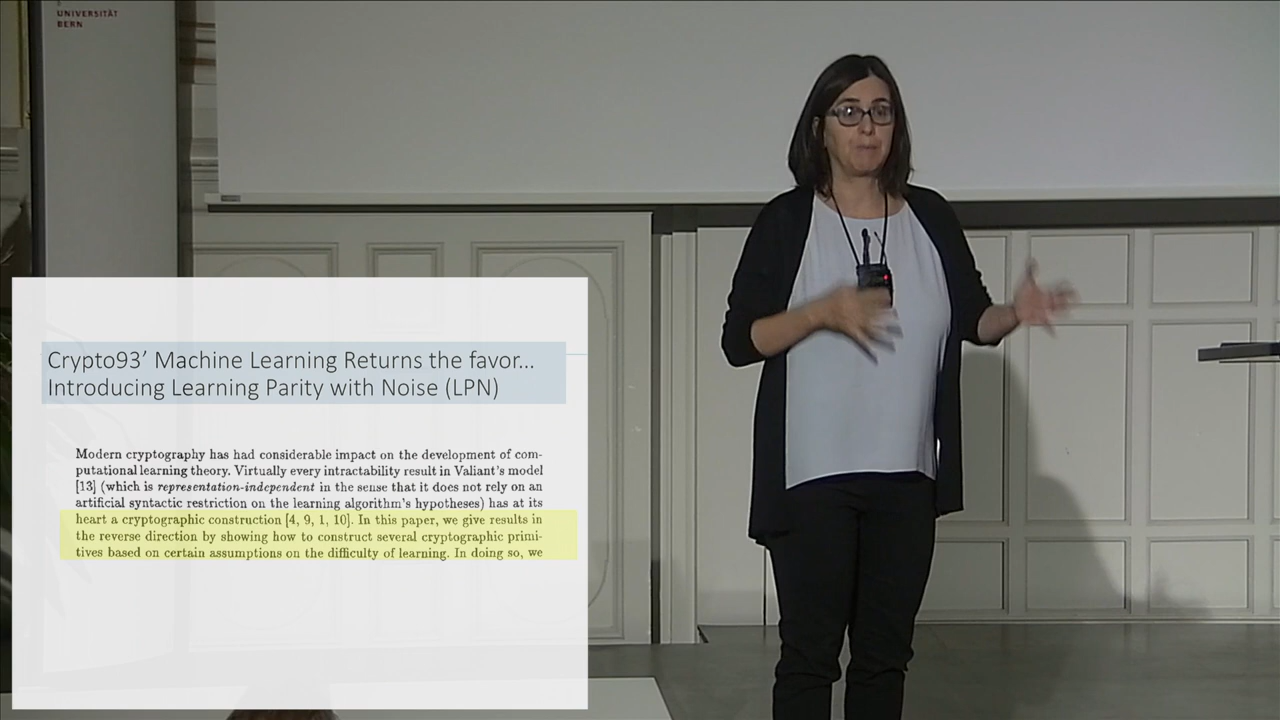 UNIVERSITÄT
BERN
Crypto93’ Machine Learning Returns the favor...
Introducing Learning Parity with Noise (LPN)
Modern cryptography has had considerable impact on the development of com-
putational learning theory. Virtually every intractability result in Valiant's model
[13] (which is representation-independent in the sense that it does not rely on an
artificial syntactic restriction on the learning algorithm's hypotheses) has at its
heart a cryptographic construction [4, 9, 1, 10]. In this paper, we give results in
the reverse direction by showing how to construct several cryptographic primi-
tives based on certain assumptions on the difficulty of learning. In doing so, we